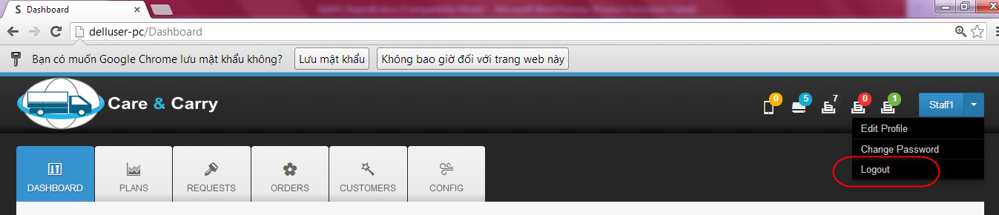 S Dashboard
delluser-pc/Dashboard
Bạn có muốn Google Chrome lưu mật khẩu không? Lưu mật khẩu Không bao giờ đối với trang web này
Care & Carry
0 5 7 0 1 Staff1
Edit Profile
Change Password
Logout
DASHBOARD PLANS REQUESTS ORDERS CUSTOMERS CONFIG